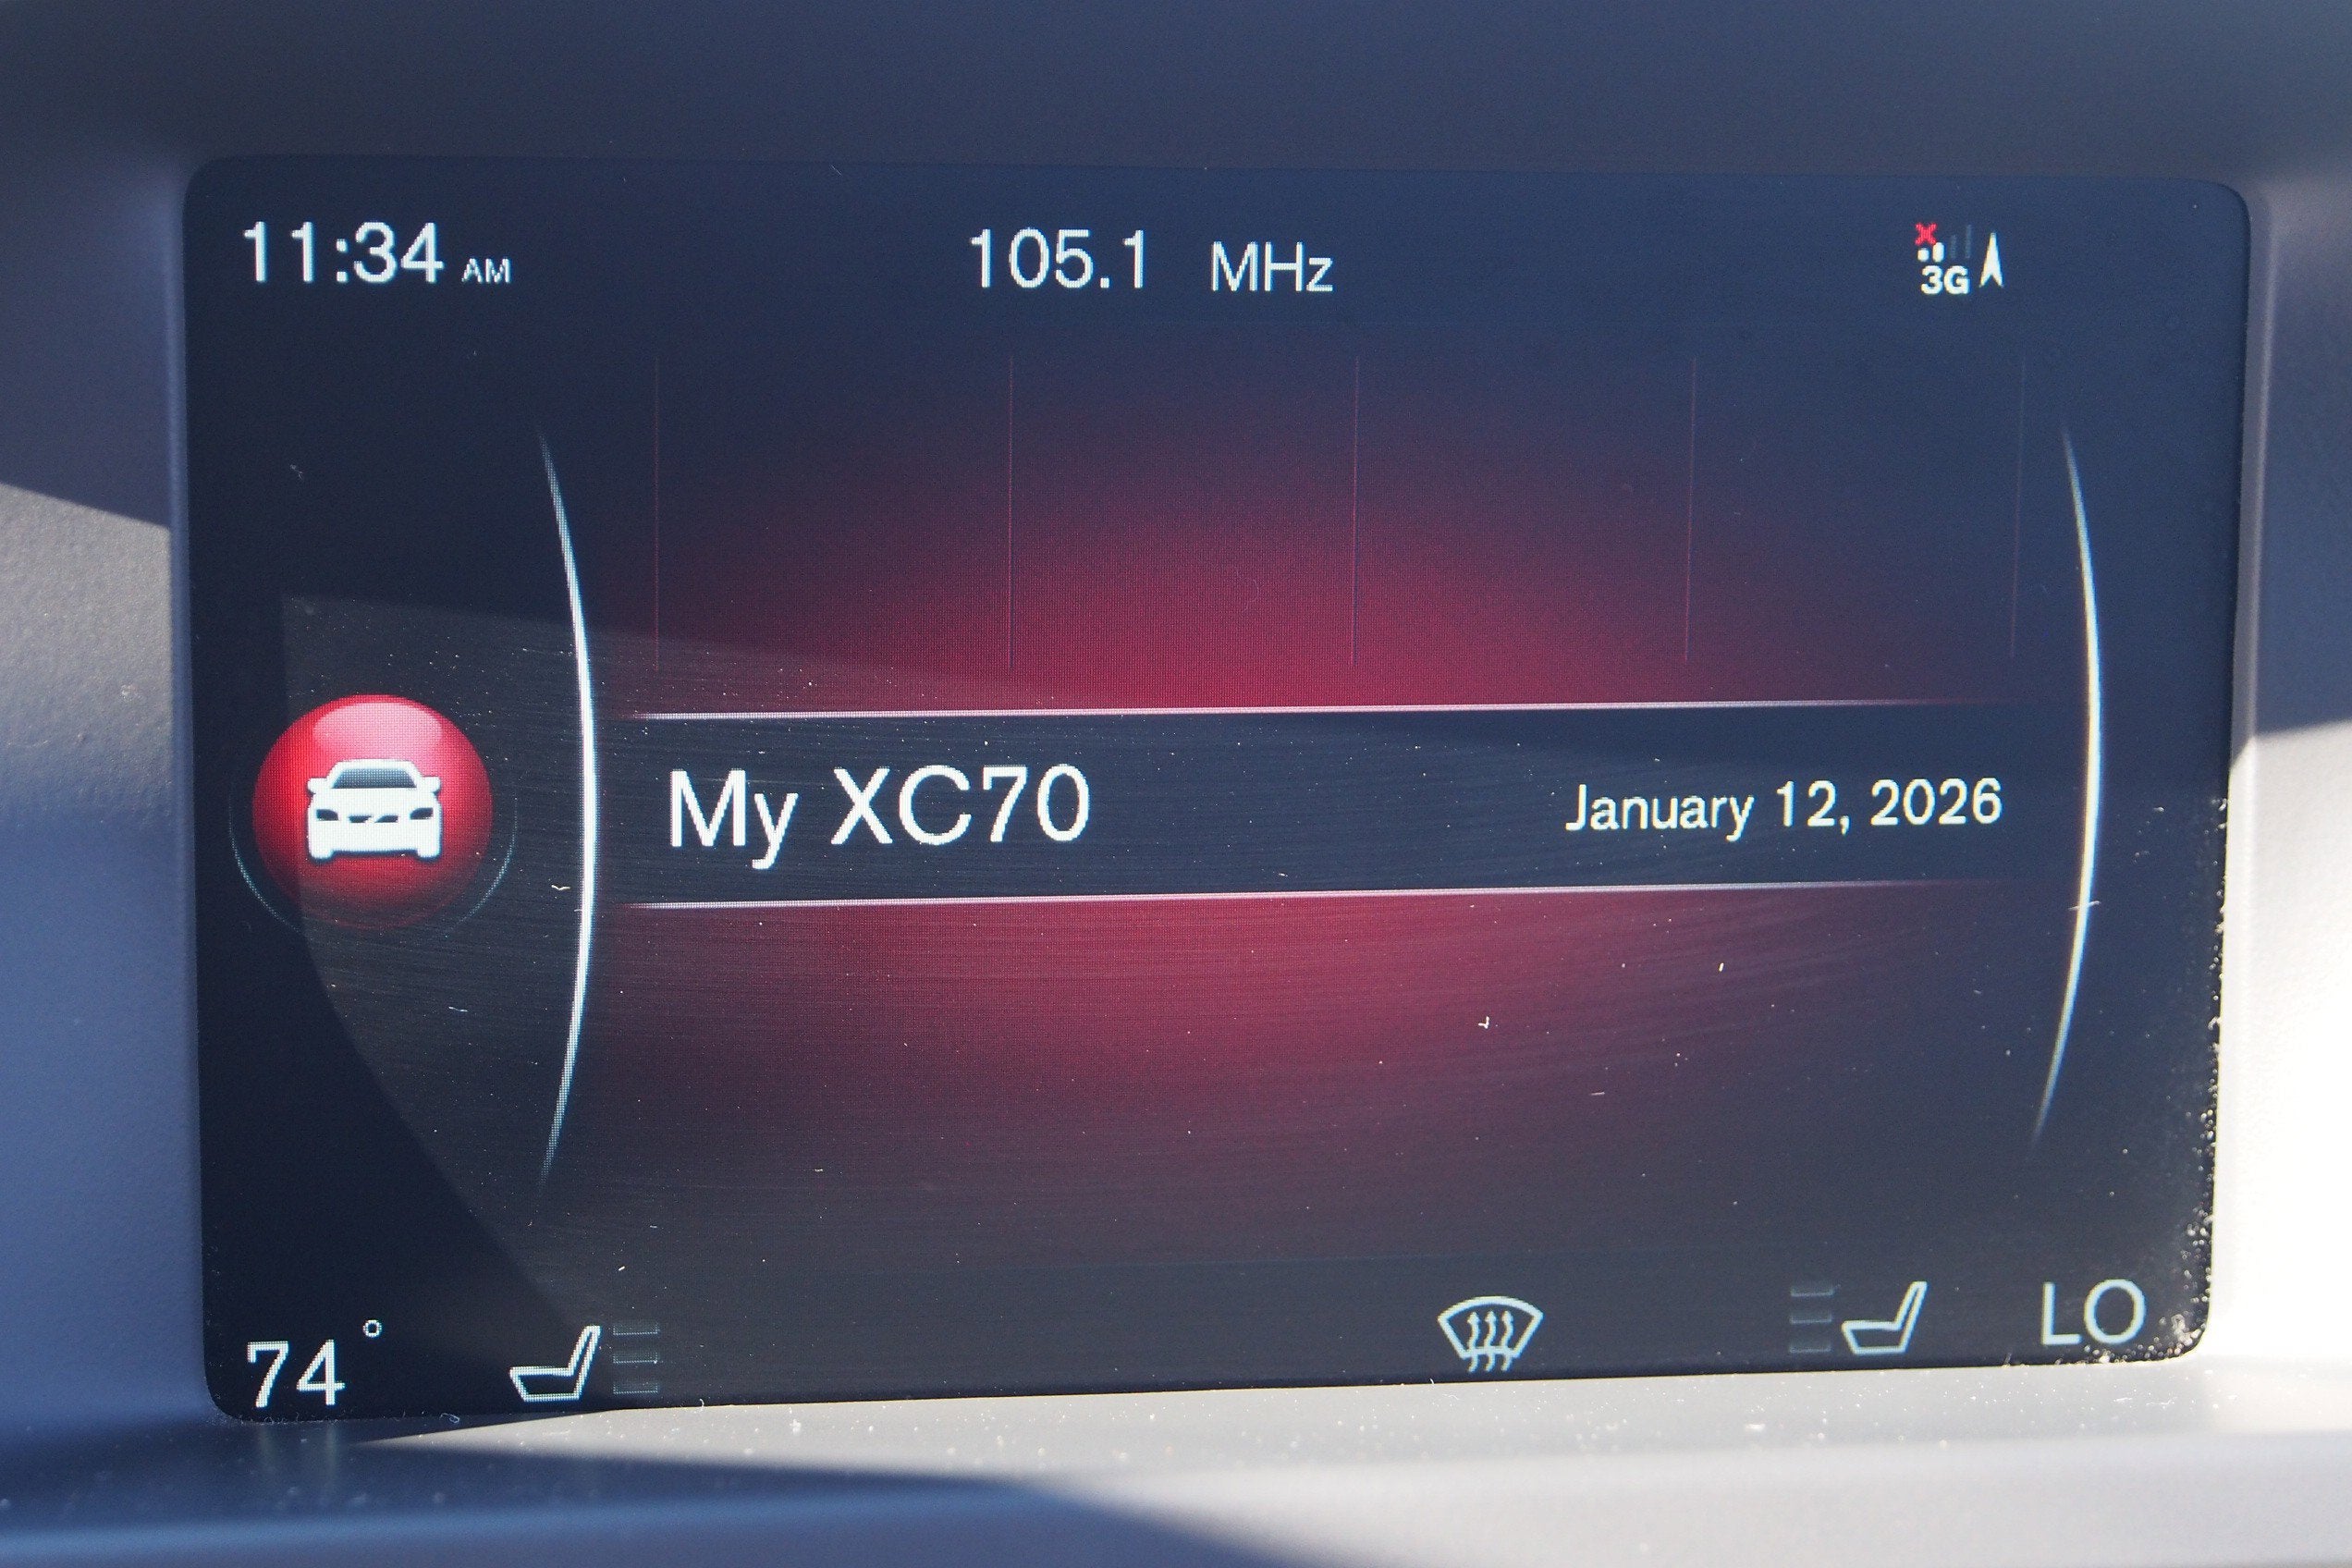 11:34 AM 105.1 MHz 3G
My XC70 January 12, 2026
74° LO